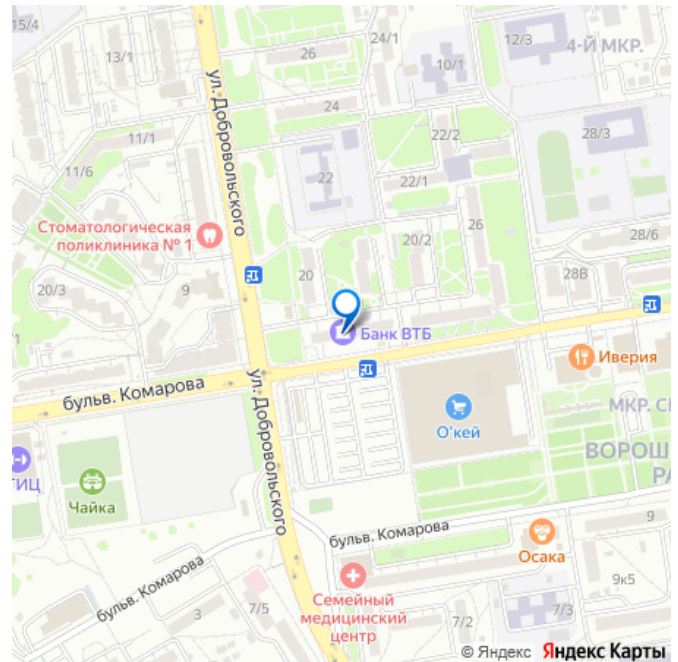 15/4
13/1
26
24/1
12/3
4-Й МКР.
10/1
24
11/1
22/2
28/3
11/6
22
22/1
ул. Добровольского
Стоматологическая
поликлиника № 1
20/2
26
28/6
20
28В
20/3
9
Банк ВТБ
Иверия
бульв. Комарова
О'кей
МКР. СЕ
ВОРОШ
РА
ГИЦ
Чайка
ул. Добровольского
бульв. Комарова
9
Осака
бульв. Комарова
Семейный
медицинский
центр
9к5
3
7/5
7/2
7/3
© Яндекс Яндекс Карты